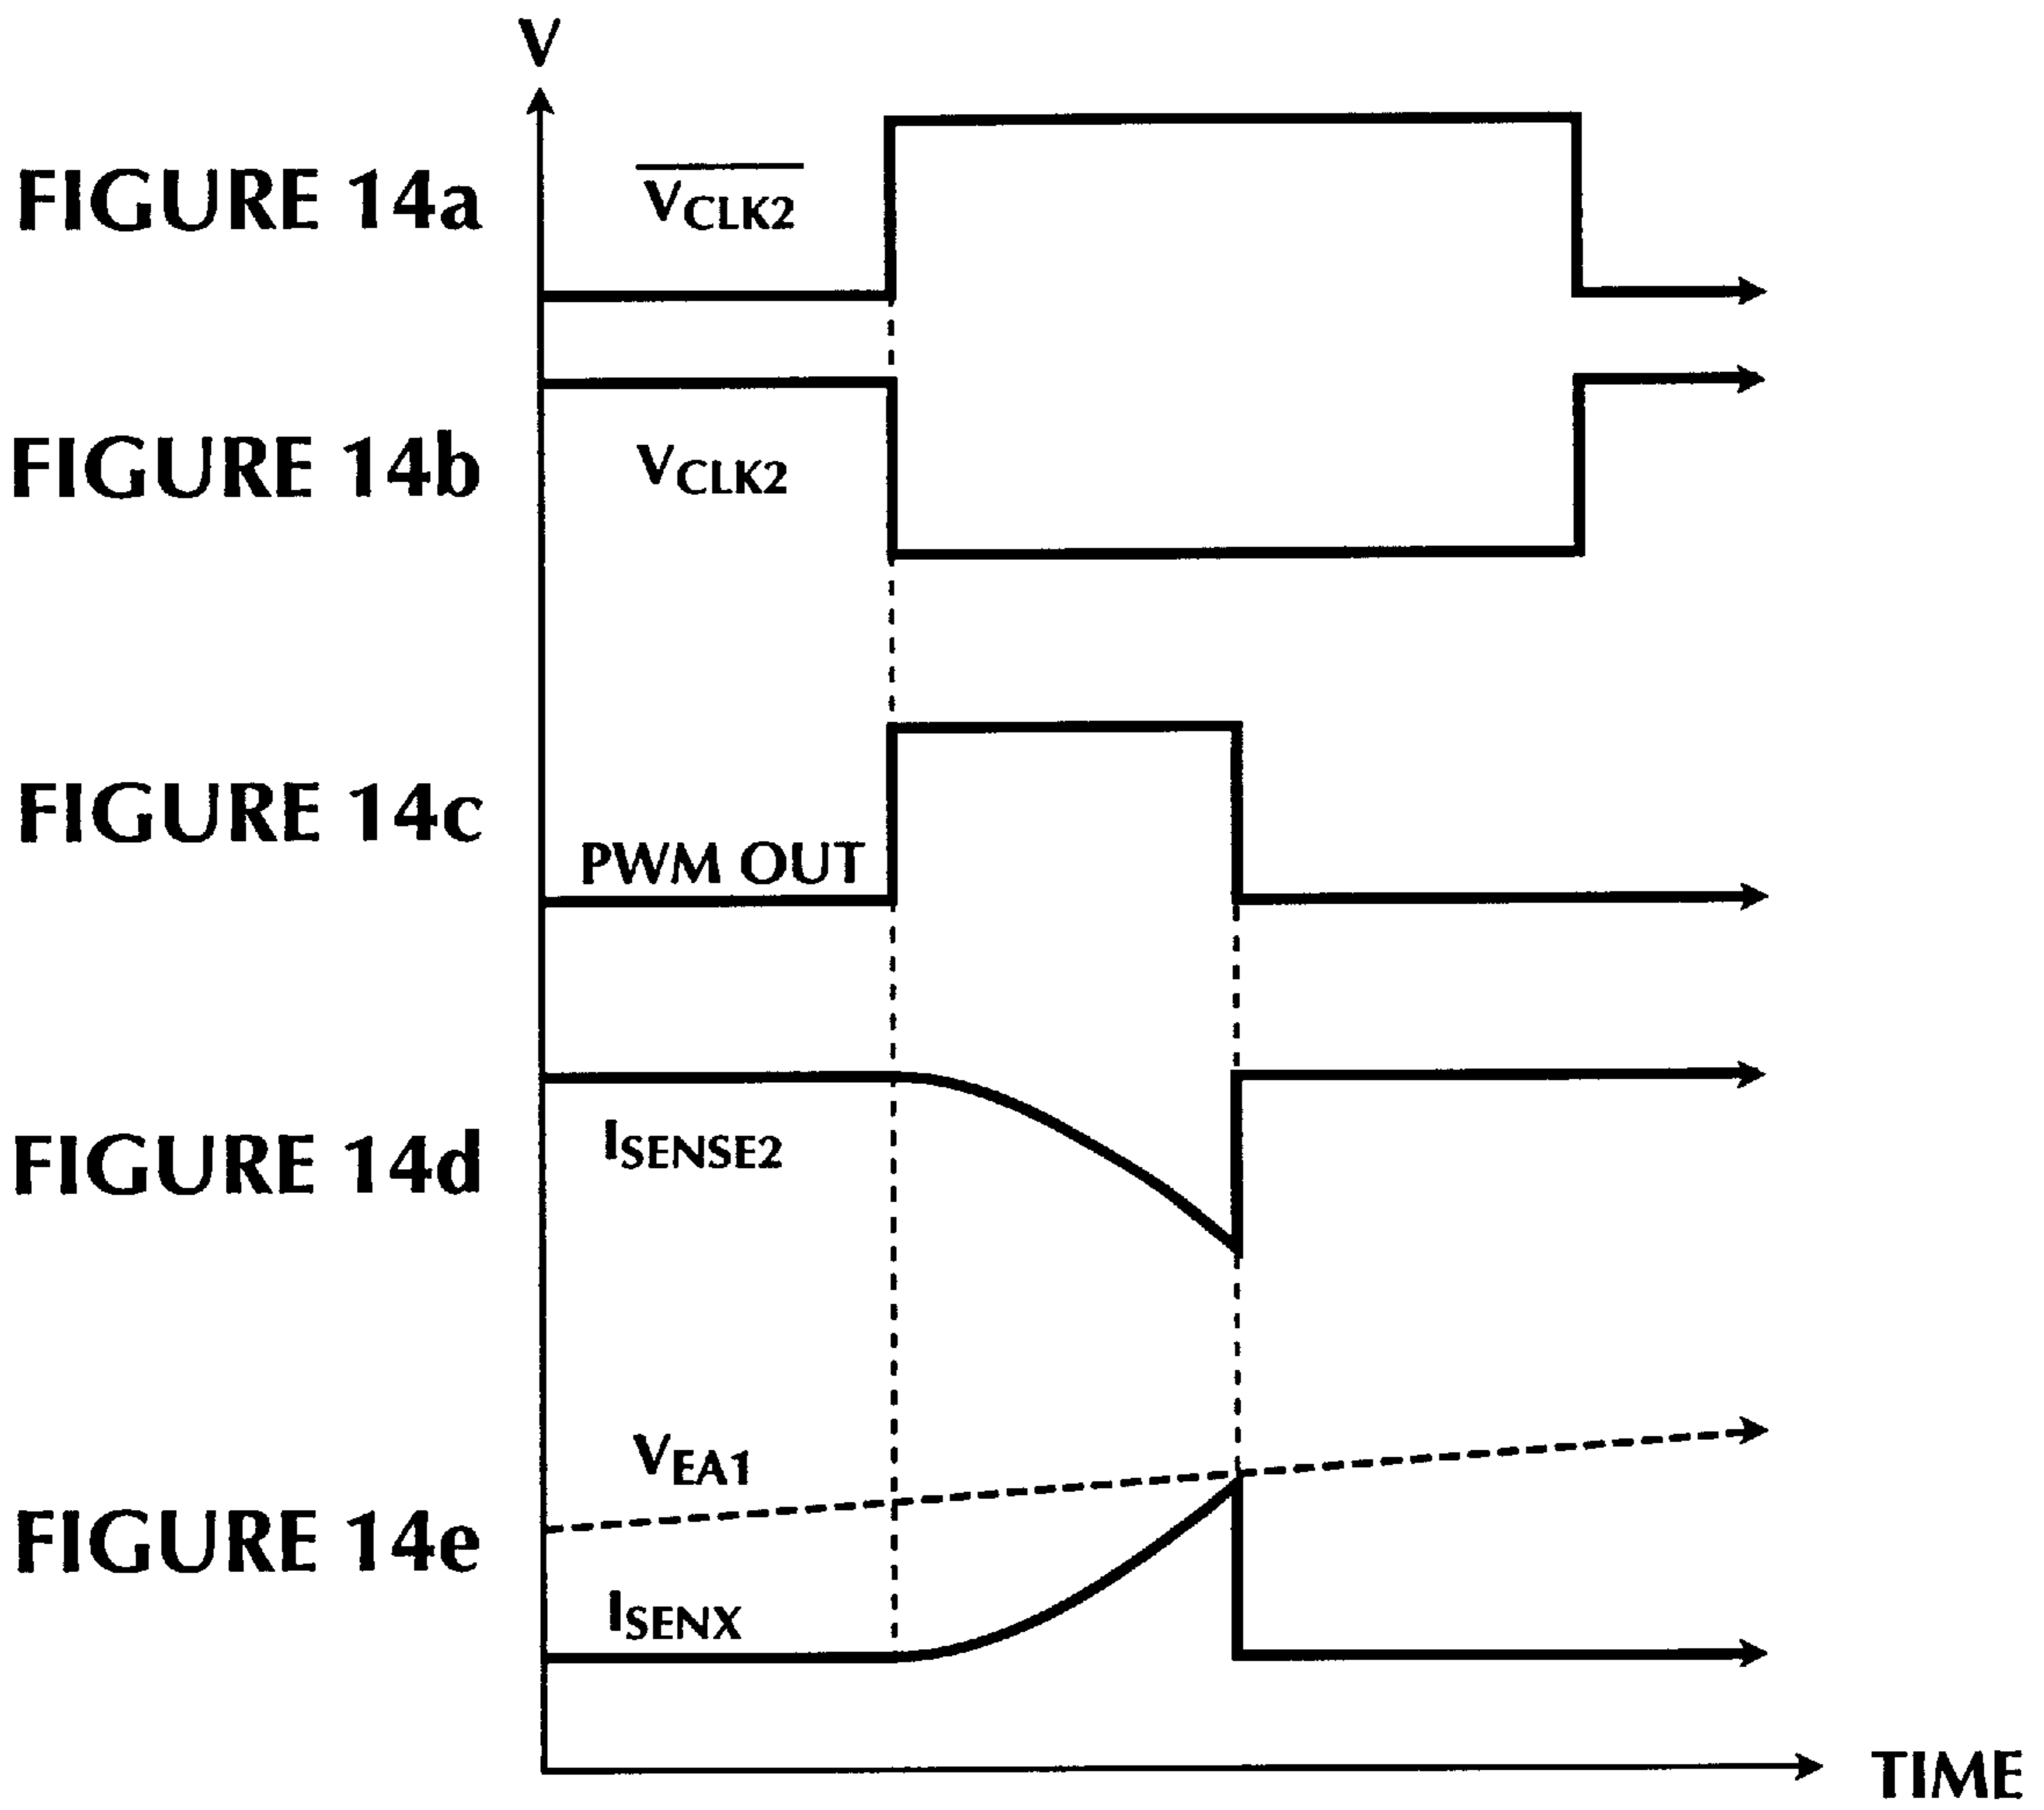 V
FIGURE 14a
VCLK2
FIGURE 14b
VCLK2
FIGURE 14c
PWM OUT
FIGURE 14d
ISENSE2
VEA1
FIGURE 14e
ISENX
TIME